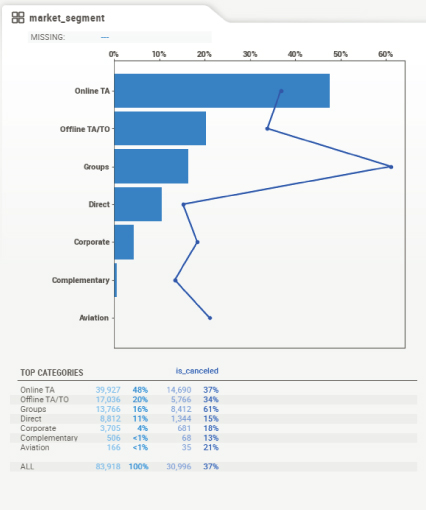 market_segment
MISSING: ---
0% 10% 20% 30% 40% 50% 60%
Online TA
Offline TA/TO
Groups
Direct
Corporate
Complementary
Aviation
TOP CATEGORIES is_canceled
Online TA 39,927 48% 14,690 37%
Offline TA/TO 17,036 20% 5,766 34%
Groups 13,766 16% 8,412 61%
Direct 8,812 11% 1,344 15%
Corporate 3,705 4% 681 18%
Complementary 506 <1% 68 13%
Aviation 166 <1% 35 21%
ALL 83,918 100% 30,996 37%